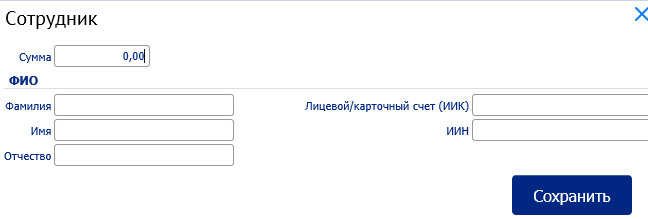 Сотрудник
Сумма 0,00
ФИО
Фамилия Лицевой/карточный счет (ИИК)
Имя ИИН
Отчество
Сохранить